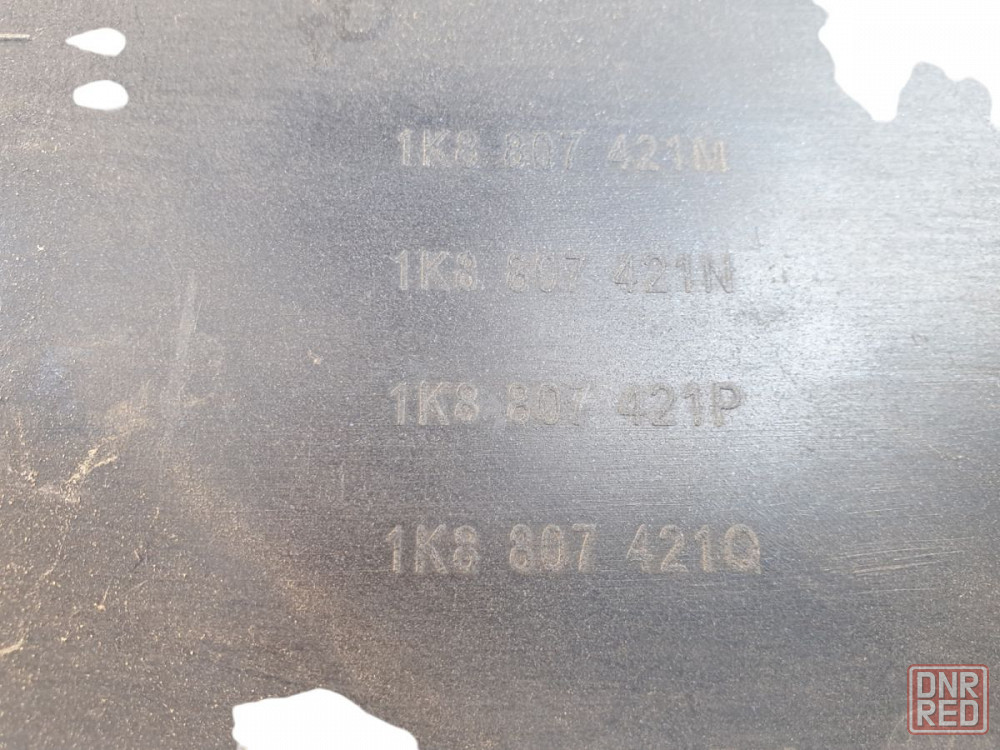 1K8 807 421M
1K8 807 421N
1K8 807 421P
1K8 807 421Q
DNR
RED